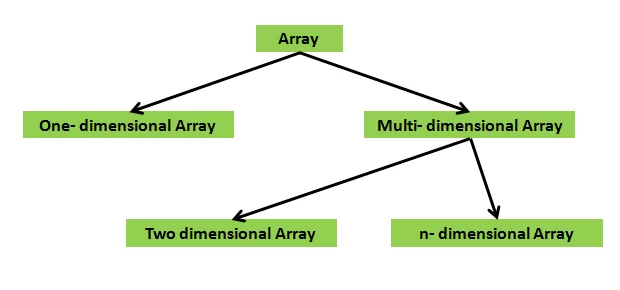 Array
One- dimensional Array
Multi- dimensional Array
Two dimensional Array
n- dimensional Array